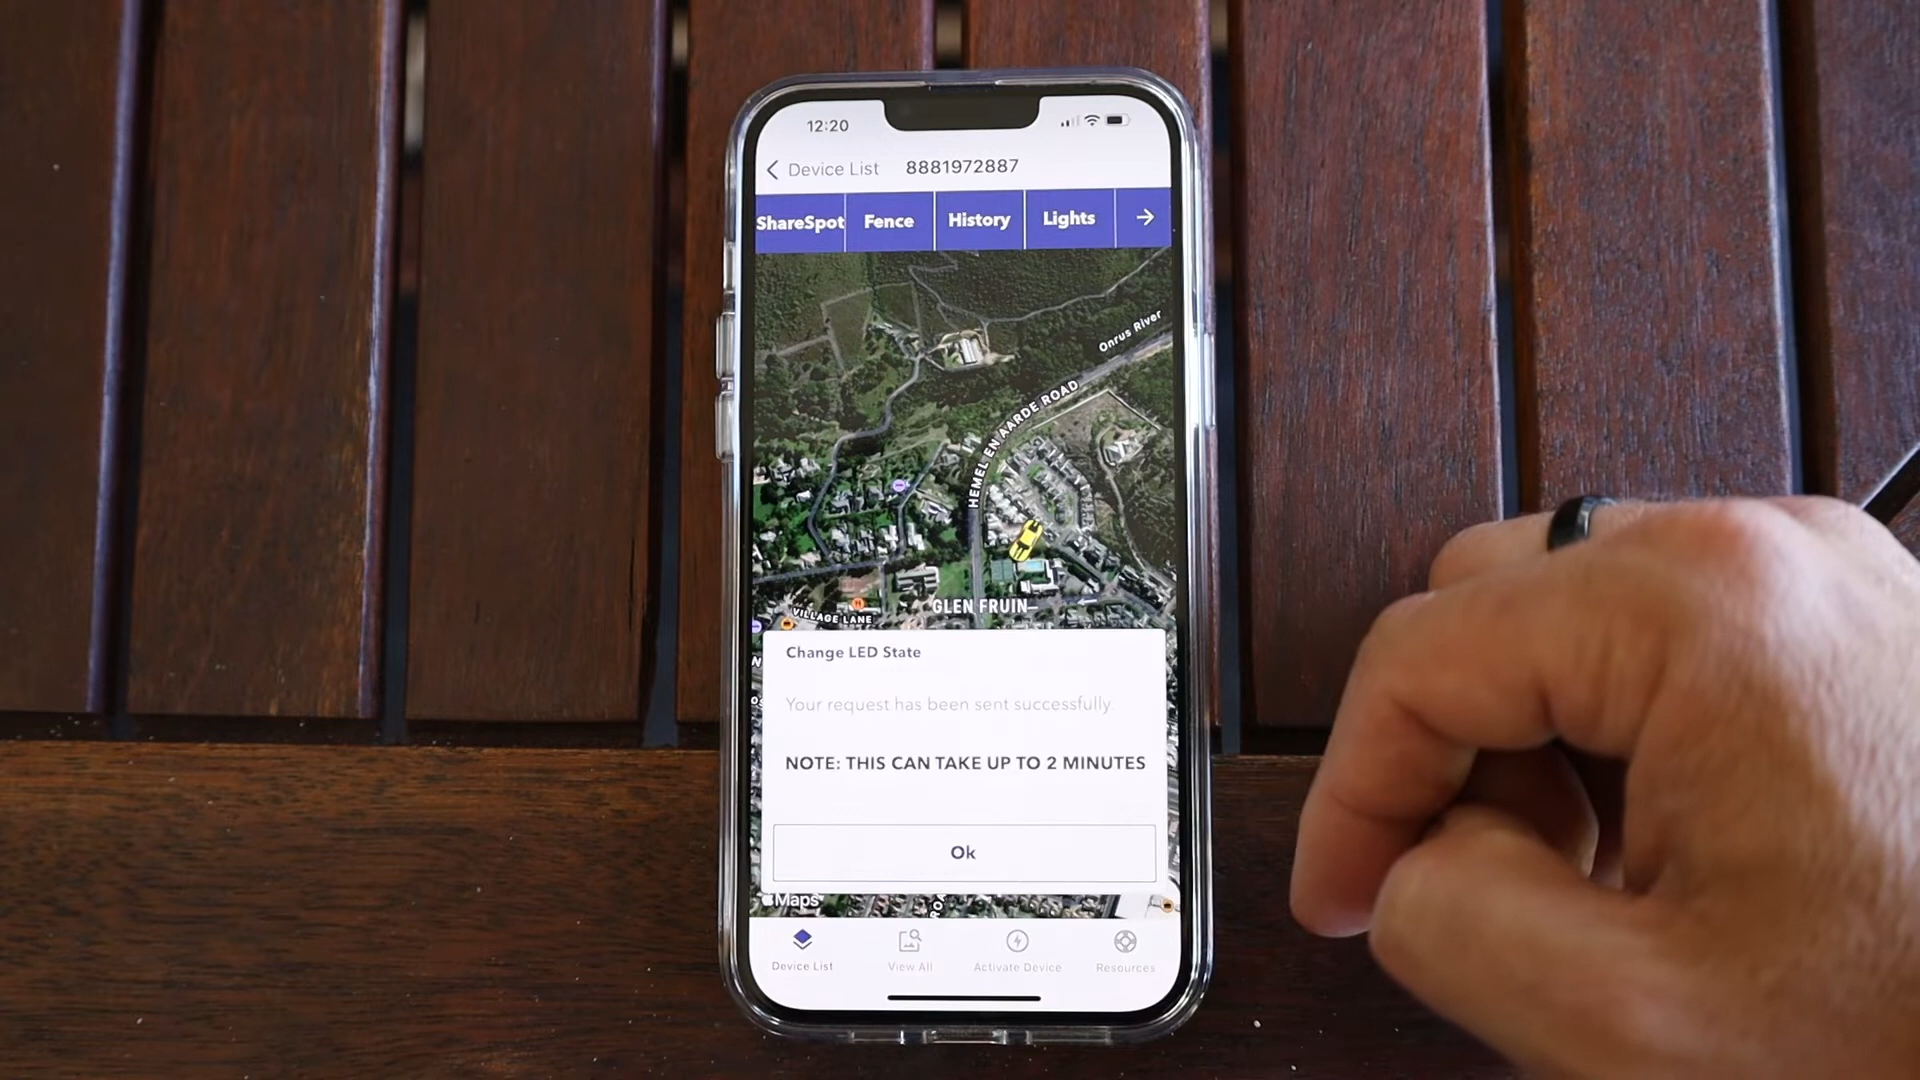 12:20
Device List 8881972887
ShareSpot Fence History Lights
Onrus River
HEMEL EN AARDE ROAD
GLEN FRUIN
VILLAGE LANE
Change LED State
Your request has been sent successfully.
NOTE: THIS CAN TAKE UP TO 2 MINUTES
Ok
Maps
Device List View All Activate Device Resources